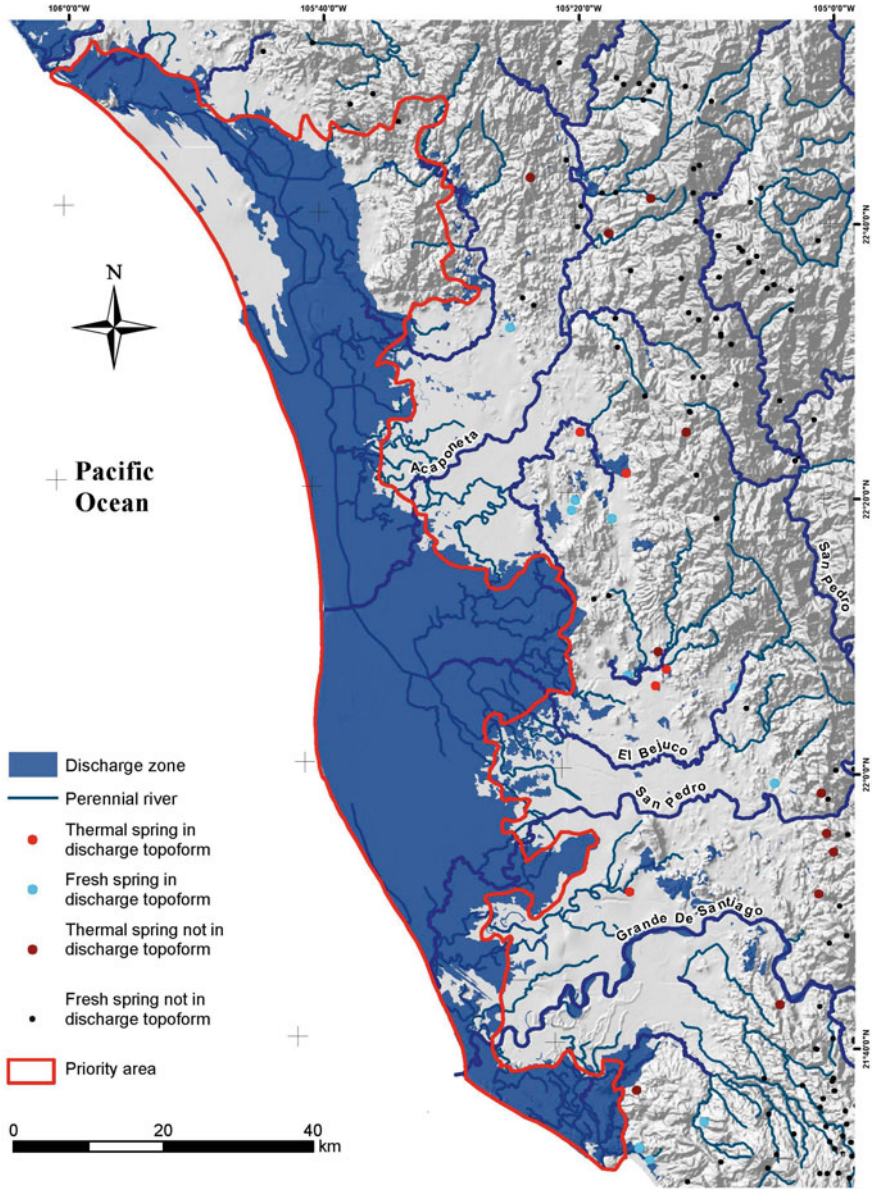 106°0'0"W
105°40'0"W
105°20'0"W
105°0'0"W
22°40'0"N
N
Pacific
Ocean
Acaponeta
22°20'0"N
San Pedro
Discharge zone
Perennial river
Thermal spring in
discharge topoform
Fresh spring in
discharge topoform
Thermal spring not in
discharge topoform
Fresh spring not in
discharge topoform
Priority area
El Bejuco
San Pedro
22°0'0"N
Grande De Santiago
21°40'0"N
0 20 40
km